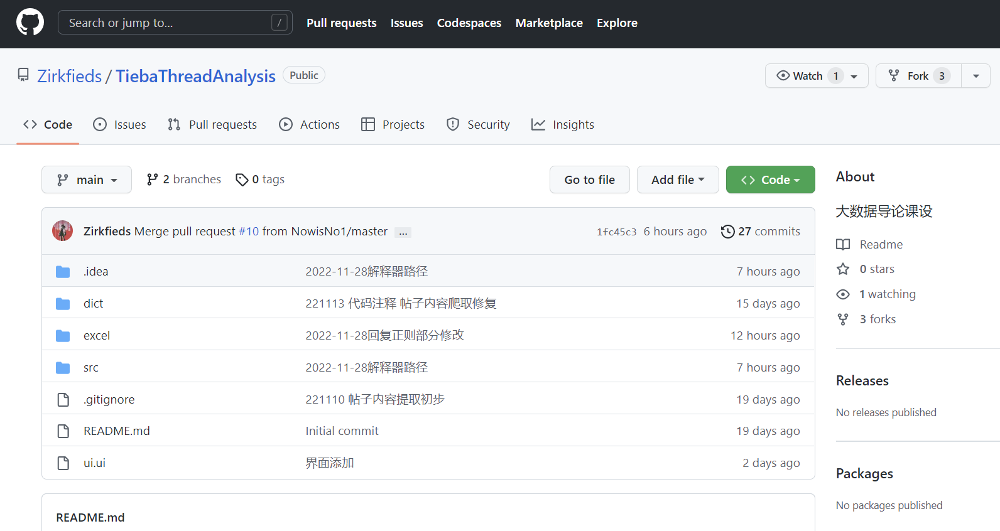 Search or jump to... / Pull requests Issues Codespaces Marketplace Explore
Zirkfieds / TiebaThreadAnalysis Public Watch 1 Fork 3
<> Code Issues Pull requests Actions Projects Security Insights
main 2 branches 0 tags Go to file Add file <> Code
Zirkfieds Merge pull request #10 from NowisNo1/master ... 1fc45c3 6 hours ago 27 commits
.idea 2022-11-28解释器路径 7 hours ago
dict 221113 代码注释 帖子内容爬取修复 15 days ago
excel 2022-11-28回复正则部分修改 12 hours ago
src 2022-11-28解释器路径 7 hours ago
.gitignore 221110 帖子内容提取初步 19 days ago
README.md Initial commit 19 days ago
ui.ui 界面添加 2 days ago
README.md
About
大数据导论课设
Readme
0 stars
1 watching
3 forks
Releases
No releases published
Packages
No packages published